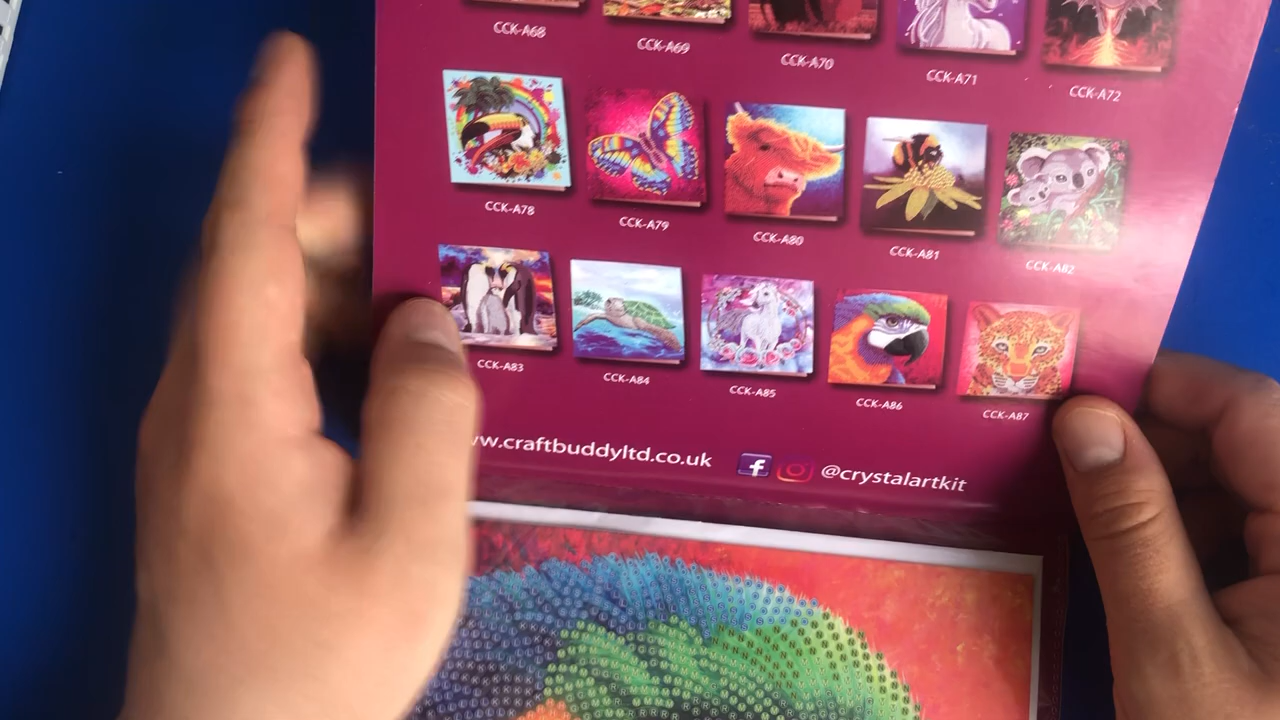 CCK-A68
CCK-A69
CCK-A70
CCK-A71
CCK-A72
CCK-A78
CCK-A79
CCK-A80
CCK-A81
CCK-A82
CCK-A83
CCK-A84
CCK-A85
CCK-A86
CCK-A87
w.craftbuddyltd.co.uk
f @crystalartkit